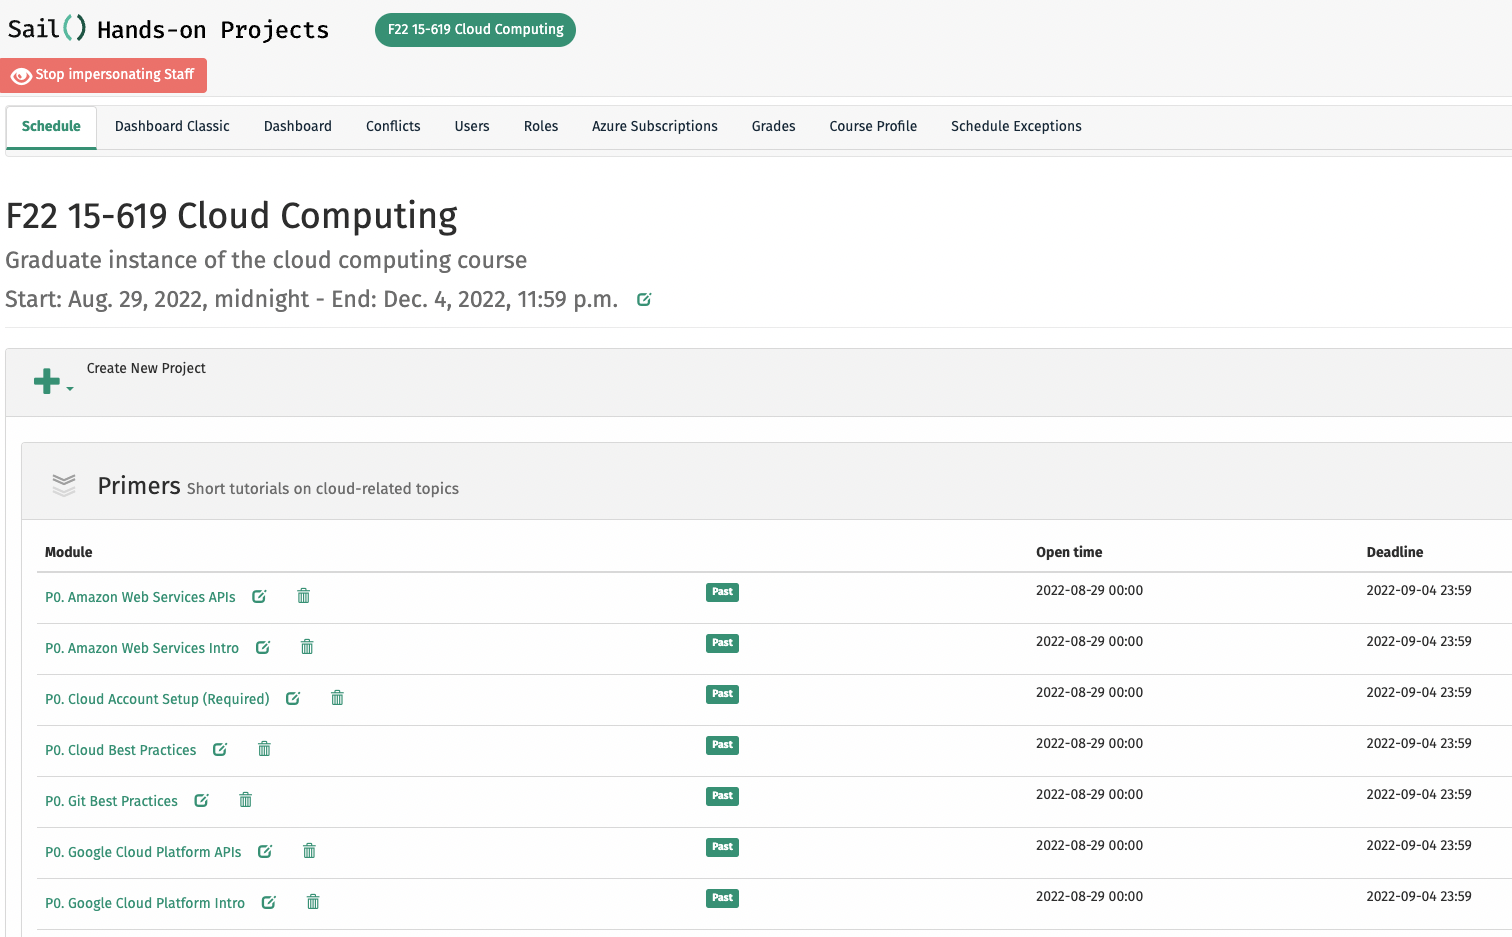 Sail() Hands-on Projects F22 15-619 Cloud Computing
Stop impersonating Staff
Schedule Dashboard Classic Dashboard Conflicts Users Roles Azure Subscriptions Grades Course Profile Schedule Exceptions
F22 15-619 Cloud Computing
Graduate instance of the cloud computing course
Start: Aug. 29, 2022, midnight - End: Dec. 4, 2022, 11:59 p.m.
Create New Project
Primers Short tutorials on cloud-related topics
Module Open time Deadline
P0. Amazon Web Services APIs Past 2022-08-29 00:00 2022-09-04 23:59
P0. Amazon Web Services Intro Past 2022-08-29 00:00 2022-09-04 23:59
P0. Cloud Account Setup (Required) Past 2022-08-29 00:00 2022-09-04 23:59
P0. Cloud Best Practices Past 2022-08-29 00:00 2022-09-04 23:59
P0. Git Best Practices Past 2022-08-29 00:00 2022-09-04 23:59
P0. Google Cloud Platform APIs Past 2022-08-29 00:00 2022-09-04 23:59
P0. Google Cloud Platform Intro Past 2022-08-29 00:00 2022-09-04 23:59